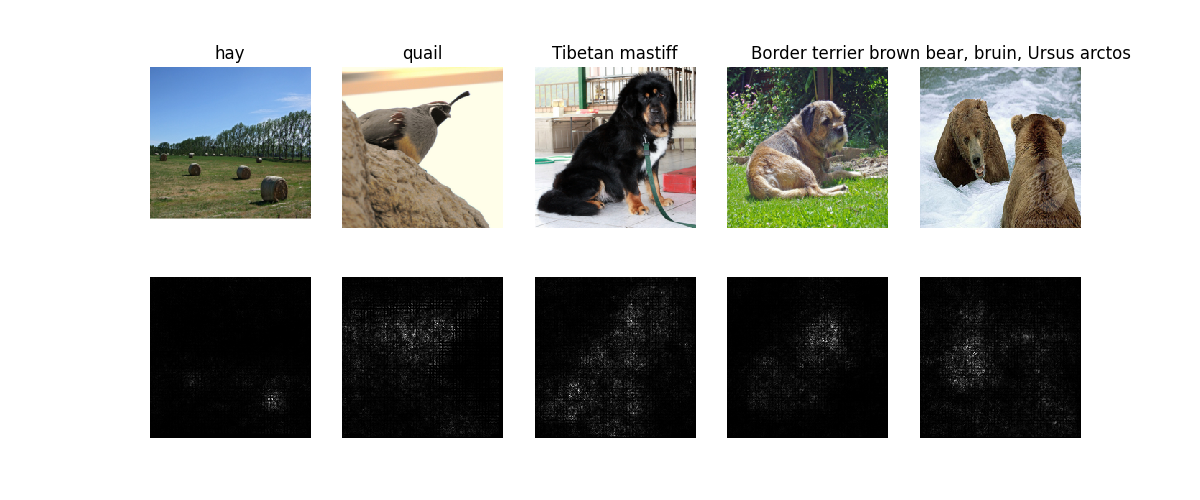 hay
quail
Tibetan mastiff
Border terrier
brown bear, bruin, Ursus arctos